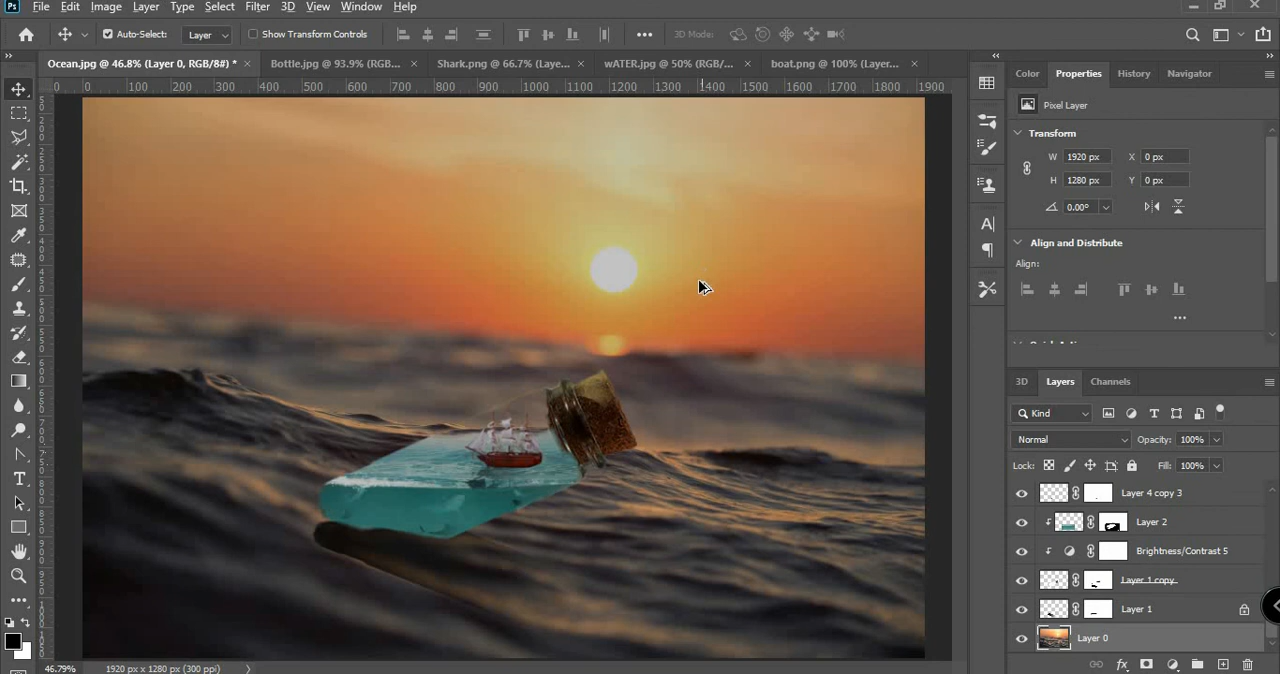 Ps File Edit Image Layer Type Select Filter 3D View Window Help
Auto-Select: Layer Show Transform Controls 3D Mode:
Ocean.jpg @ 46.8% (Layer 0, RGB/8#) * Bottle.jpg @ 93.9% (RGB... Shark.png @ 66.7% (Laye... wATER.jpg @ 50% (RGB/... boat.png @ 100% (Layer...
0 100 200 300 400 500 600 700 800 900 1000 1100 1200 1300 1400 1500 1600 1700 1800 1900
Color Properties History Navigator
Pixel Layer
Transform
W 1920 px X 0 px
H 1280 px Y 0 px
0.00°
Align and Distribute
Align:
3D Layers Channels
Kind
Normal Opacity: 100%
Lock: Fill: 100%
Layer 4 copy 3
Layer 2
Brightness/Contrast 5
Layer 1 copy
Layer 1
Layer 0
46.79% 1920 px x 1280 px (300 ppi)